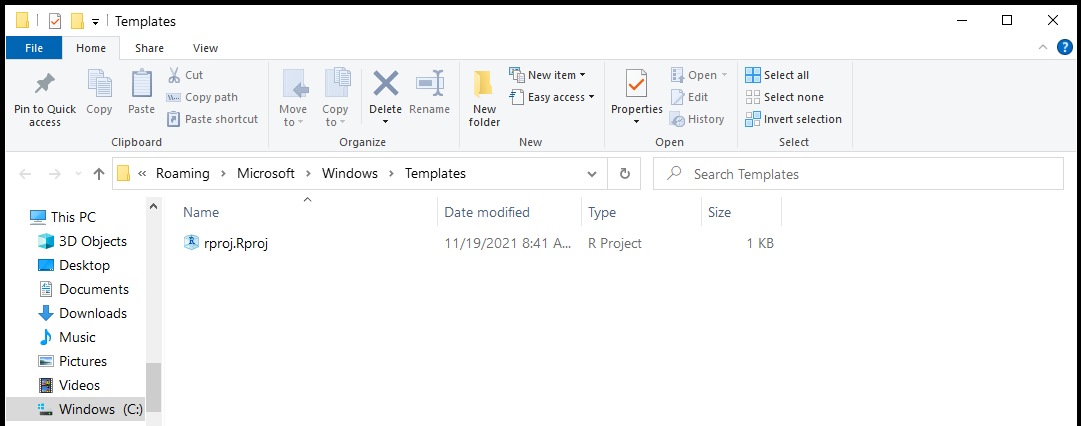 Templates
File Home Share View
Pin to Quick access
Copy
Paste
Cut
Copy path
Paste shortcut
Clipboard
Move to
Copy to
Delete
Rename
Organize
New folder
New item
Easy access
New
Properties
Open
Edit
History
Open
Select all
Select none
Invert selection
Select
« Roaming > Microsoft > Windows > Templates
Search Templates
This PC
3D Objects
Desktop
Documents
Downloads
Music
Pictures
Videos
Windows (C:)
Name Date modified Type Size
rproj.Rproj 11/19/2021 8:41 A... R Project 1 KB